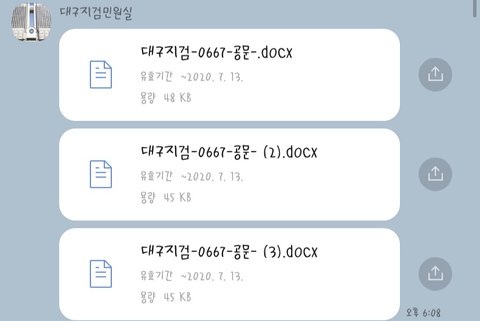 대구지검민원실
대구지검-0667-공문-.docx
유효기간 ~2020. 7. 13.
용량 48 KB
대구지검-0667-공문- (2).docx
유효기간 ~2020. 7. 13.
용량 45 KB
대구지검-0667-공문- (3).docx
유효기간 ~2020. 7. 13.
용량 45 KB
오후 6:08